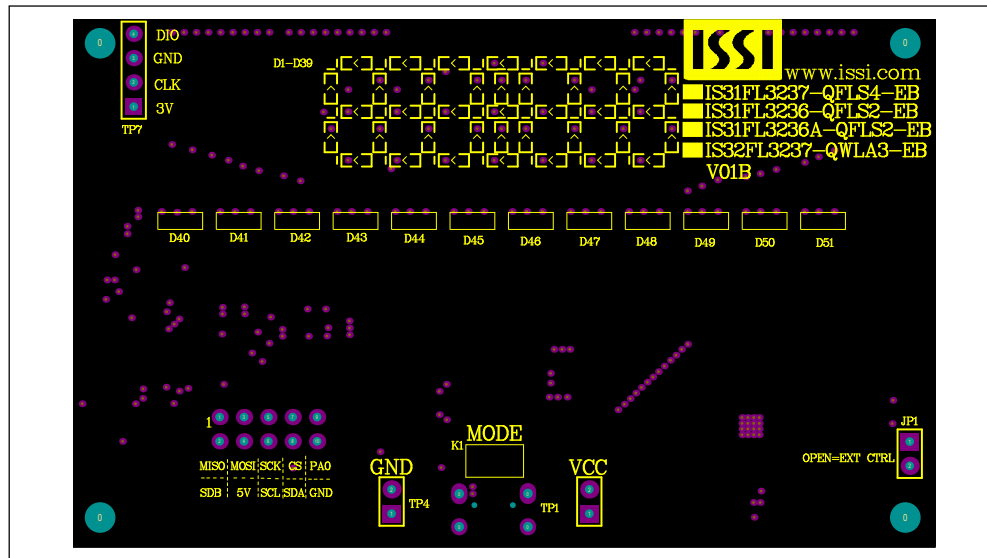 DIO
GND
CLK
3V
TP7
D1-D39
ISSI
www.issi.com
IS31FL3237-QFLS4-EB
IS31FL3236-QFLS2-EB
IS31FL3236A-QFLS2-EB
IS32FL3237-QWLA3-EB
V01B
D40 D41 D42 D43 D44 D45 D46 D47 D48 D49 D50 D51
1
MISO MOSI SCK CS PA0
SDB 5V SCL SDA GND
GND
TP4
K1
MODE
TP1
VCC
JP1
OPEN=EXT CTRL